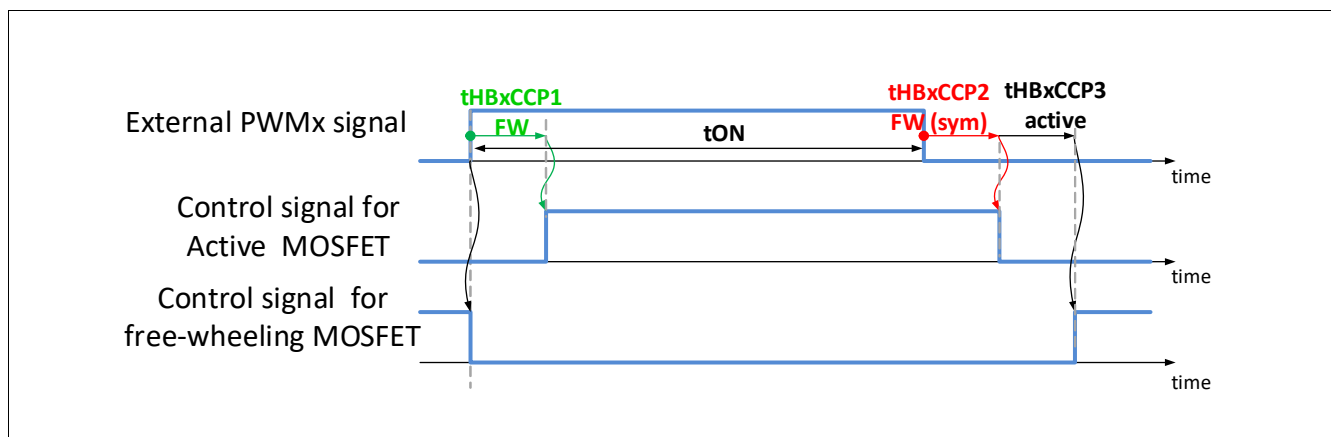 tHBxCCP1
FW
tHBxCCP2
FW (sym)
tHBxCCP3
active
External PWMx signal
tON
time
Control signal for
Active MOSFET
time
Control signal for
free-wheeling MOSFET
time